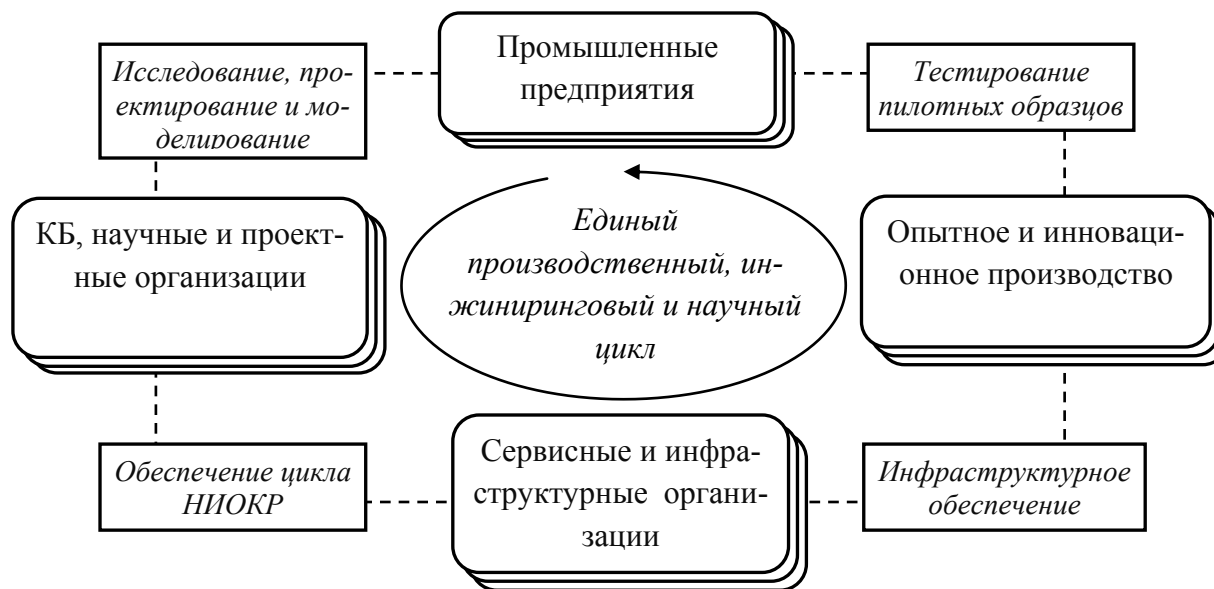 Промышленные
предприятия
Исследование, про-
ектирование и мо-
делирование
Тестирование
пилотных образцов
КБ, научные и проект-
ные организации
Единый
производственный, ин-
жиниринговый и научный
цикл
Опытное и инноваци-
онное производство
Обеспечение цикла
НИОКР
Сервисные и инфра-
структурные органи-
зации
Инфраструктурное
обеспечение